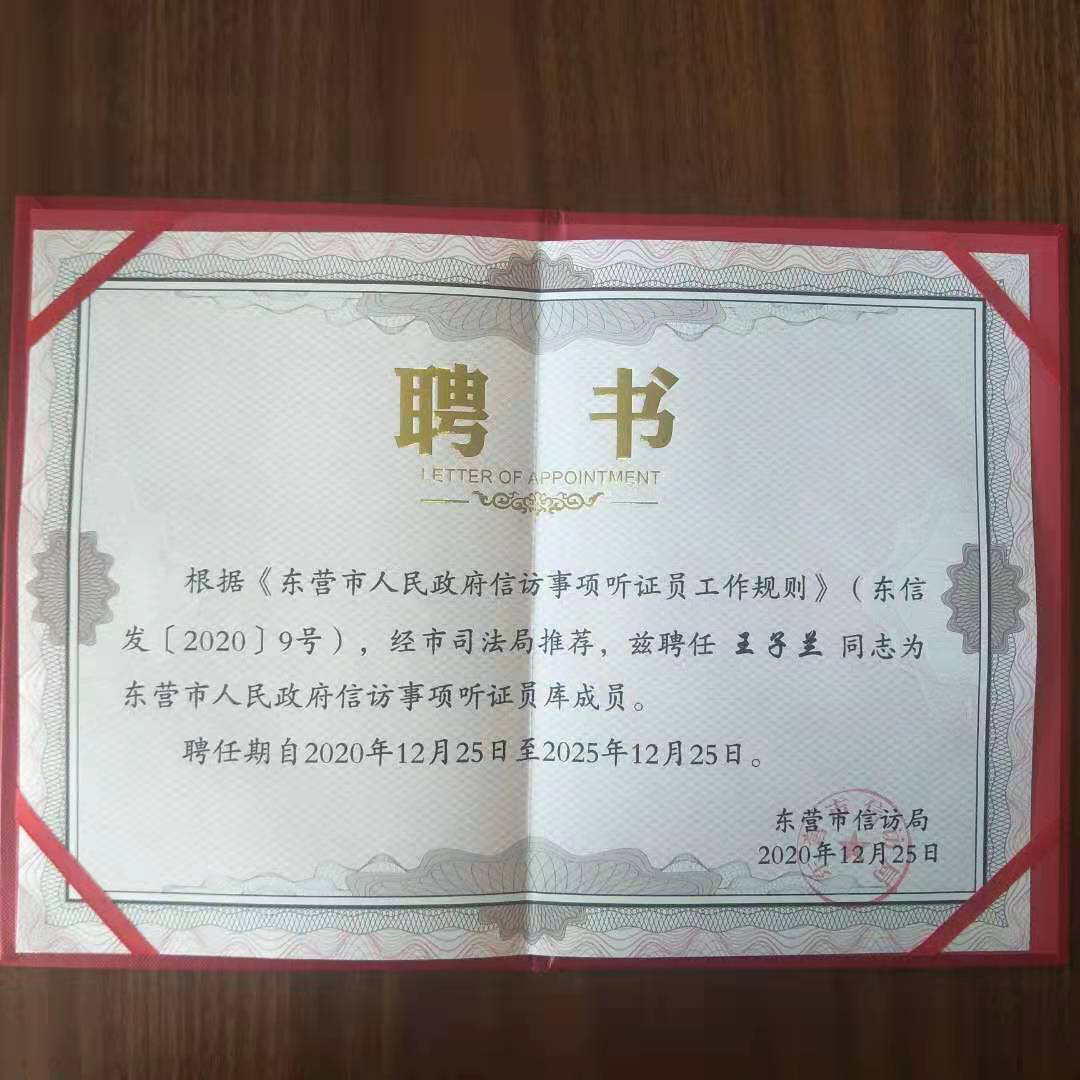 聘 书
LETTER OF APPOINTMENT
根据《东营市人民政府信访事项听证员工作规则》（东信
发〔2020〕9号），经市司法局推荐，兹聘任 王子兰 同志为
东营市人民政府信访事项听证员库成员。
聘任期自2020年12月25日至2025年12月25日。
东营市信访局
2020年12月25日